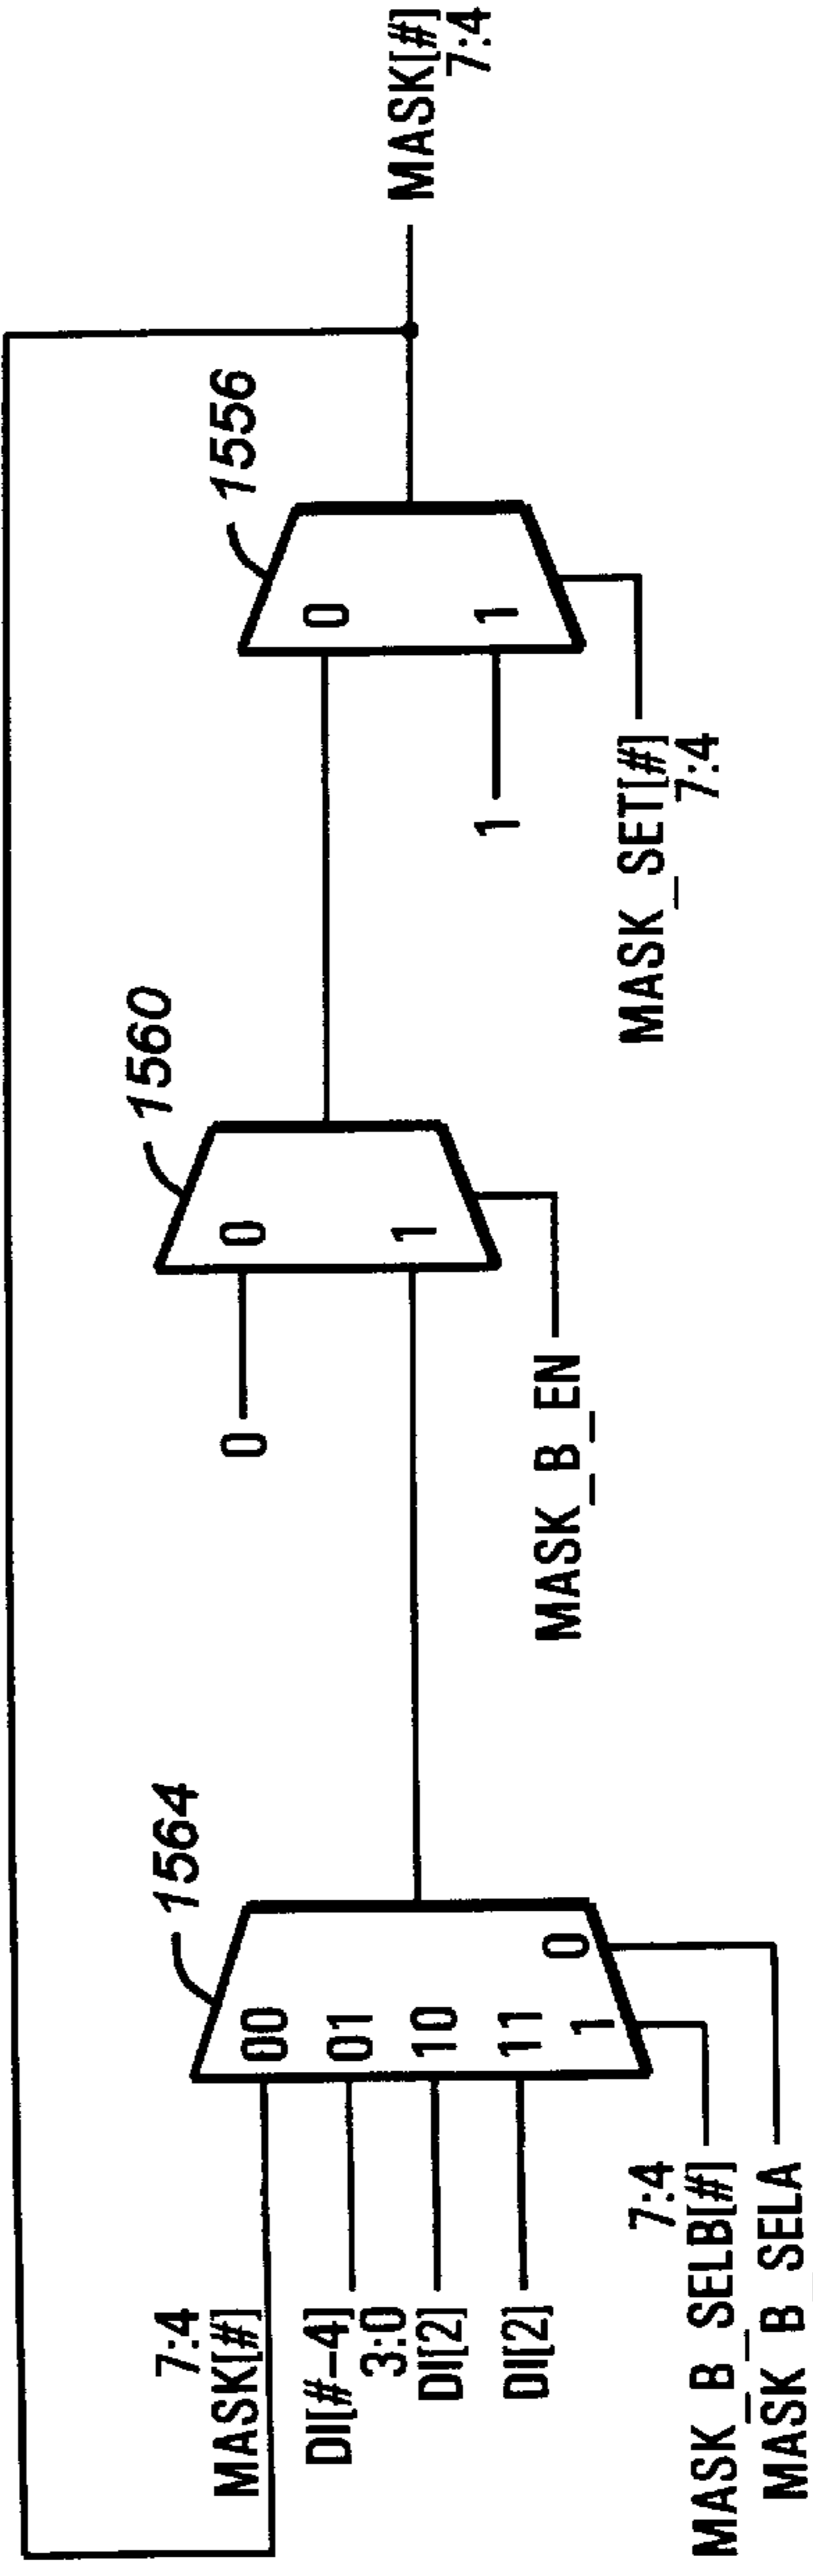 7:4
MASK[#]
DI[#-4]
3:0
DI[2]
DI[2]
7:4
MASK_B_SELB[#]
MASK_B_SELA
1564
00
01
10
11
1
0
0
MASK_B_EN
1560
0
1
1
MASK_SET[#]
7:4
1556
0
1
MASK[#]
7:4